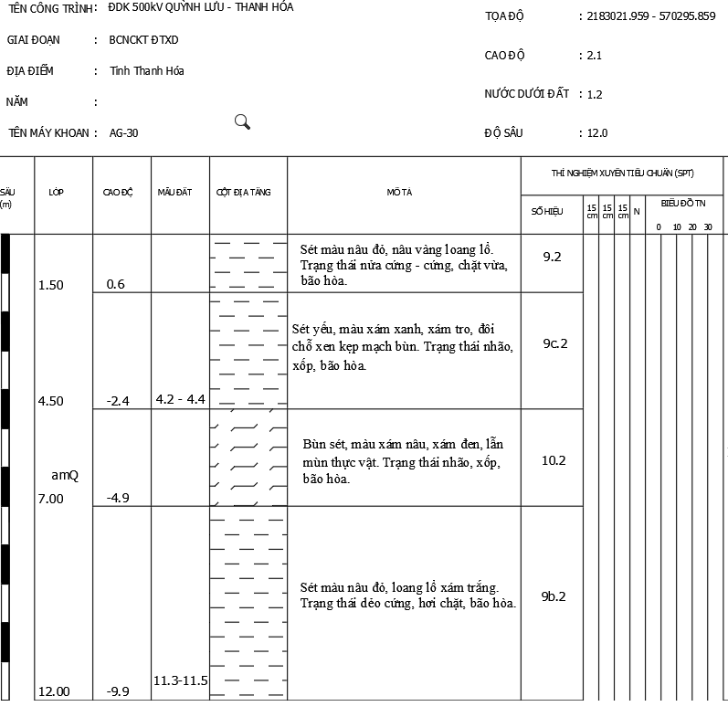 TÊN CÔNG TRÌNH: ĐDK 500kV QUỲNH LƯU - THANH HÓA
TỌA ĐỘ : 2183021.959 - 570295.859
GIAI ĐOẠN : BCNCKT ĐTXD
CAO ĐỘ : 2.1
ĐỊA ĐIỂM : Tỉnh Thanh Hóa
NƯỚC DƯỚI ĐẤT : 1.2
NĂM :
TÊN MÁY KHOAN : AG-30
ĐỘ SÂU : 12.0
THÍ NGHIỆM XUYÊN TIÊU CHUẨN (SPT)
SÂU (m) LỚP CAO ĐỘ MẪU ĐẤT CỘT ĐỊA TẦNG MÔ TẢ
SỐ HIỆU 15 cm 15 cm 15 cm N BIỂU ĐỒ TN
0 10 20 30
Sét màu nâu đỏ, nâu vàng loang lổ.
Trạng thái nửa cứng - cứng, chặt vừa,
bão hòa.
9.2
1.50 0.6
Sét yếu, màu xám xanh, xám tro, đôi
chỗ xen kẹp mạch bùn. Trạng thái nhão,
xốp, bão hòa.
9c.2
4.50 -2.4 4.2 - 4.4
Bùn sét, màu xám nâu, xám đen, lẫn
mùn thực vật. Trạng thái nhão, xốp,
bão hòa.
10.2
amQ
7.00 -4.9
Sét màu nâu đỏ, loang lổ xám trắng.
Trạng thái dẻo cứng, hơi chặt, bão hòa.
9b.2
11.3-11.5
12.00 -9.9